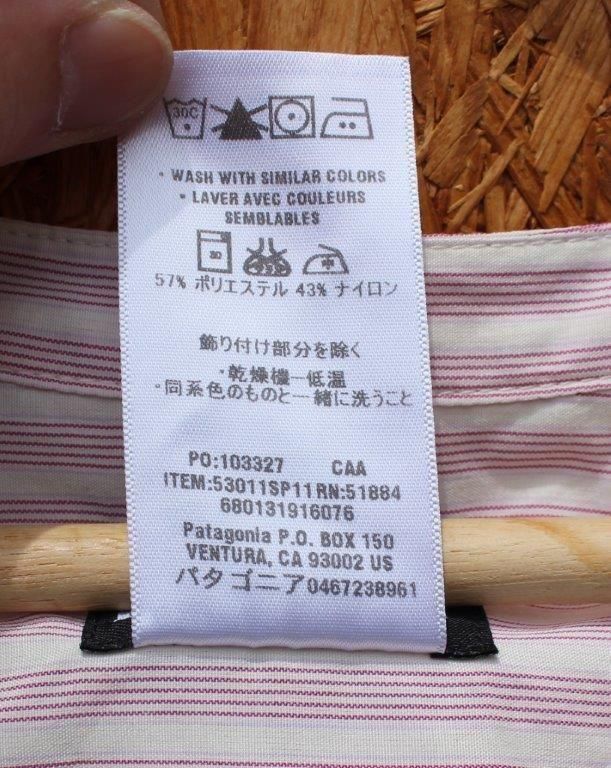 30C
· WASH WITH SIMILAR COLORS
· LAVER AVEC COULEURS
SEMBLABLES
30 中
57% ポリエステル 43% ナイロン
飾り付け部分を除く
·乾燥機一低温
·同系色のものと一緒に洗うこと
PO:103327 CAA
ITEM:53011SP11RN:51884
680131916076
Patagonia P.O. BOX 150
VENTURA, CA 93002 US
パタゴニア0467238961